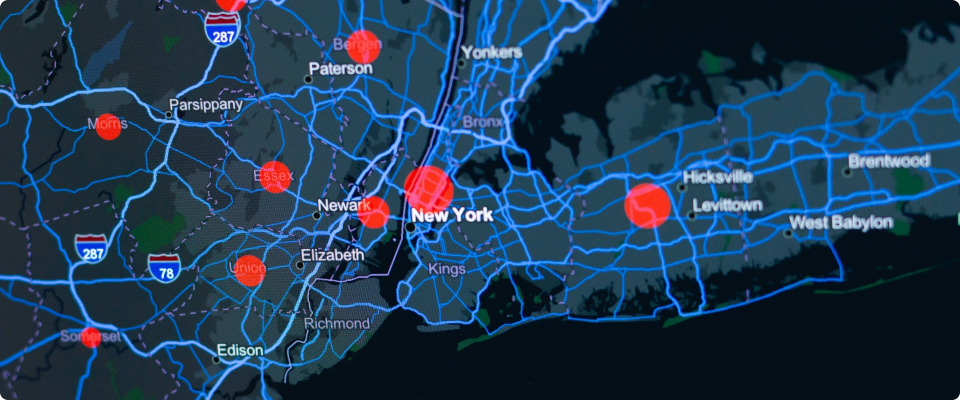 287
Bergen
Yonkers
Paterson
Parsippany
Morris
Bronx
Brentwood
Essex
Hicksville
Newark
Levittown
New York
West Babylon
287
Elizabeth
78
Union
Kings
Richmond
Somerset
Edison